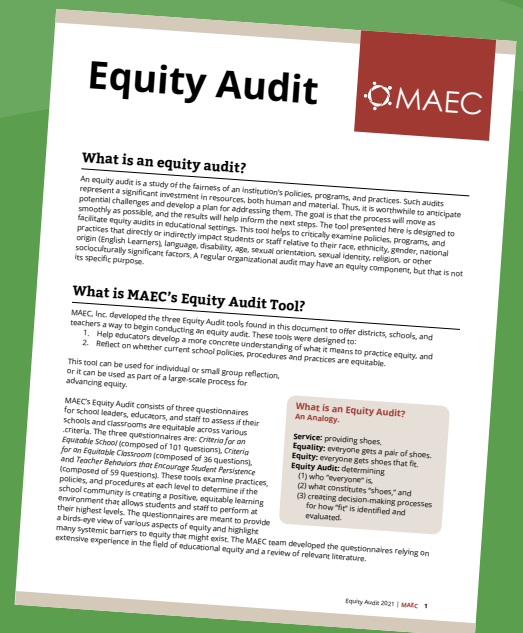 Equity Audit
MAEC
What is an equity audit?
An equity audit is a study of the fairness of an institution's policies, programs, and practices. Such audits
represent a significant investment in resources, both human and material. Thus, it is worthwhile to anticipate
potential challenges and develop a plan for addressing them. The goal is that the process will move as
smoothly as possible, and the results will help inform the next steps. The tool presented here is designed to
facilitate equity audits in educational settings. This tool helps to critically examine policies, programs, and
practices that directly or indirectly impact students or staff relative to their race, ethnicity, gender, national
origin (English Learners), language, disability, age, sexual orientation, sexual identity, religion, or other
socioculturally significant factors. A regular organizational audit may have an equity component, but that is not
its specific purpose.
What is MAEC's Equity Audit Tool?
MAEC, Inc. developed the three Equity Audit tools found in this document to offer districts, schools, and
teachers a way to begin conducting an equity audit. These tools were designed to:
1. Help educators develop a more concrete understanding of what it means to practice equity, and
2. Reflect on whether current school policies, procedures and practices are equitable.
This tool can be used for individual or small group reflection,
or it can be used as part of a large-scale process for
advancing equity.
MAEC's Equity Audit consists of three questionnaires
for school leaders, educators, and staff to assess if their
schools and classrooms are equitable across various
.criteria. The three questionnaires are: Criteria for an
Equitable School (composed of 101 questions), Criteria
for an Equitable Classroom (composed of 36 questions),
and Teacher Behaviors that Encourage Student Persistence
(composed of 59 questions). These tools examine practices,
policies, and procedures at each level to determine if the
school community is creating a positive, equitable learning
environment that allows students and staff to perform at
their highest levels. The questionnaires are meant to provide
a birds-eye view of various aspects of equity and highlight
many systemic barriers to equity that might exist. The MAEC team developed the questionnaires relying on
extensive experience in the field of educational equity and a review of relevant literature.
What is an Equity Audit?
An Analogy.
Service: providing shoes.
Equality: everyone gets a pair of shoes.
Equity: everyone gets shoes that fit.
Equity Audit: determining
(1) who "everyone" is,
(2) what constitutes "shoes," and
(3) creating decision-making processes
for how "fit" is identified and
evaluated.
Equity Audit 2021 | MAEC 1